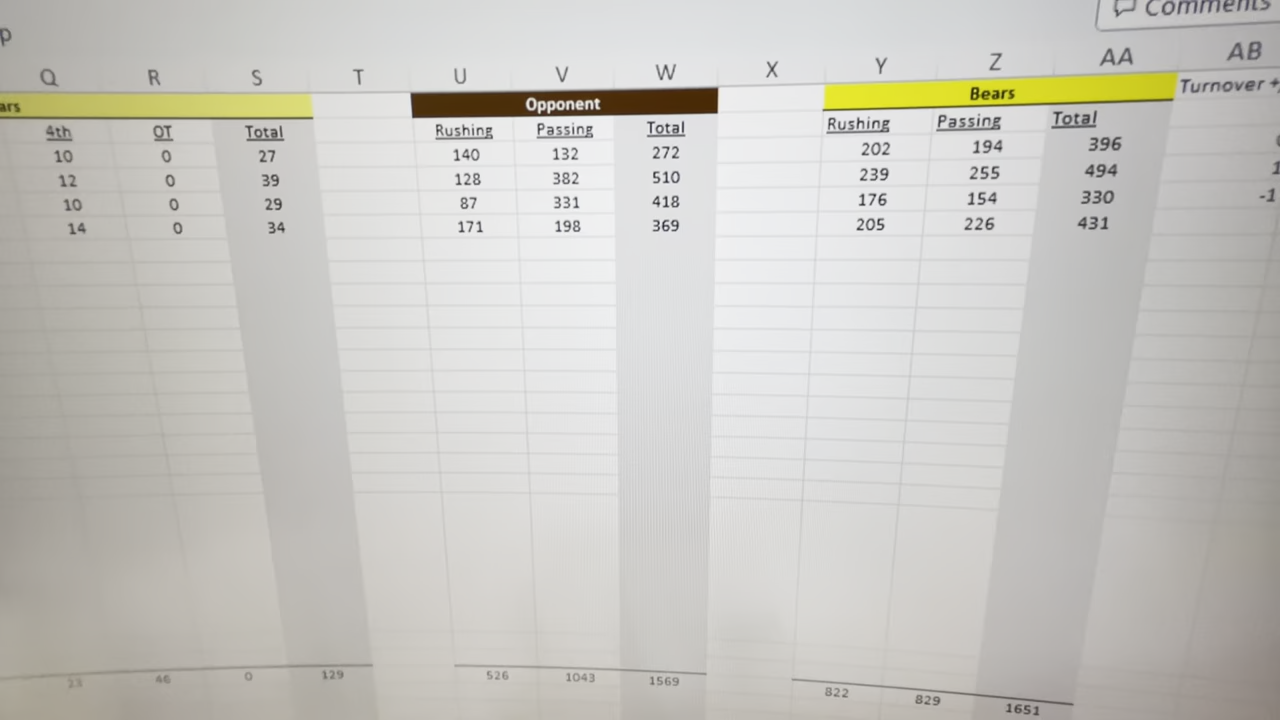 p
Comments
Q R S T U V W X Y Z AA AB
ars Opponent Bears Turnover +
4th OT Total Rushing Passing Total Rushing Passing Total
10 0 27 140 132 272 202 194 396
12 0 39 128 382 510 239 255 494 1
10 0 29 87 331 418 176 154 330 -1
14 0 34 171 198 369 205 226 431
23 46 0 129 526 1043 1569 822 829 1651